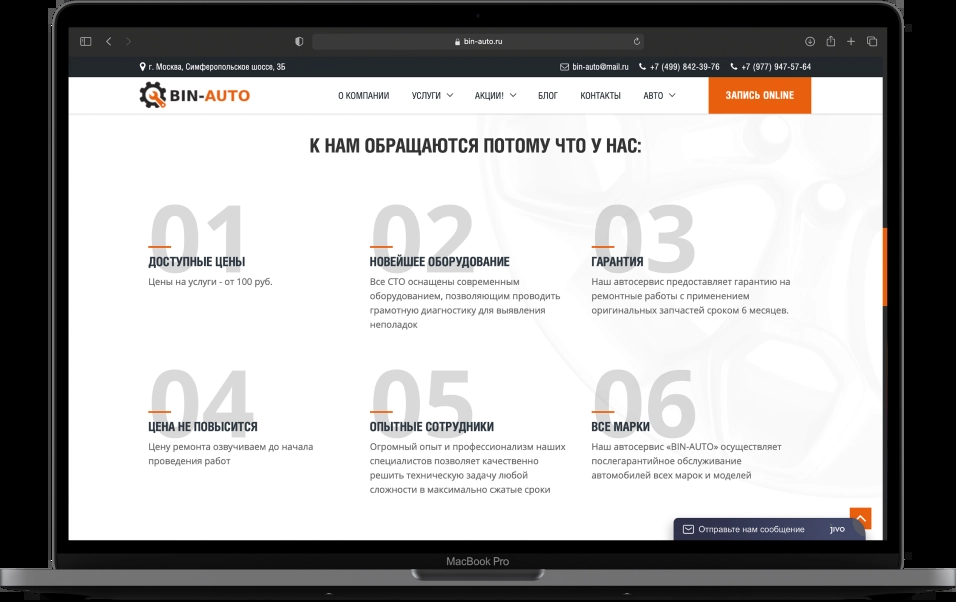 bin-auto.ru
г. Москва, Симферопольское шоссе, 3Б
bin-auto@mail.ru
+7 (499) 842-39-76
+7 (977) 947-57-64
BIN-AUTO
О КОМПАНИИ
УСЛУГИ
АКЦИИ!
БЛОГ
КОНТАКТЫ
АВТО
ЗАПИСЬ ONLINE
К НАМ ОБРАЩАЮТСЯ ПОТОМУ ЧТО У НАС:
01
ДОСТУПНЫЕ ЦЕНЫ
Цены на услуги - от 100 руб.
02
НОВЕЙШЕЕ ОБОРУДОВАНИЕ
Все СТО оснащены современным
оборудованием, позволяющим проводить
грамотную диагностику для выявления
неполадок
03
ГАРАНТИЯ
Наш автосервис предоставляет гарантию на
ремонтные работы с применением
оригинальных запчастей сроком 6 месяцев.
04
ЦЕНА НЕ ПОВЫСИТСЯ
Цену ремонта озвучиваем до начала
проведения работ
05
ОПЫТНЫЕ СОТРУДНИКИ
Огромный опыт и профессионализм наших
специалистов позволяет качественно
решить техническую задачу любой
сложности в максимально сжатые сроки
06
ВСЕ МАРКИ
Наш автосервис «BIN-AUTO» осуществляет
послегарантийное обслуживание
автомобилей всех марок и моделей
Отправьте нам сообщение
jivo
MacBook Pro